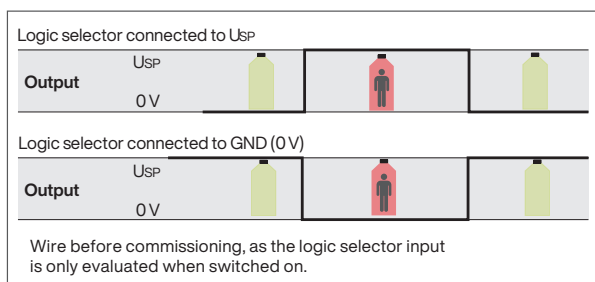 Logic selector connected to USP
USP
Output
0 V
Logic selector connected to GND (0 V)
USP
Output
0 V
Wire before commissioning, as the logic selector input
is only evaluated when switched on.